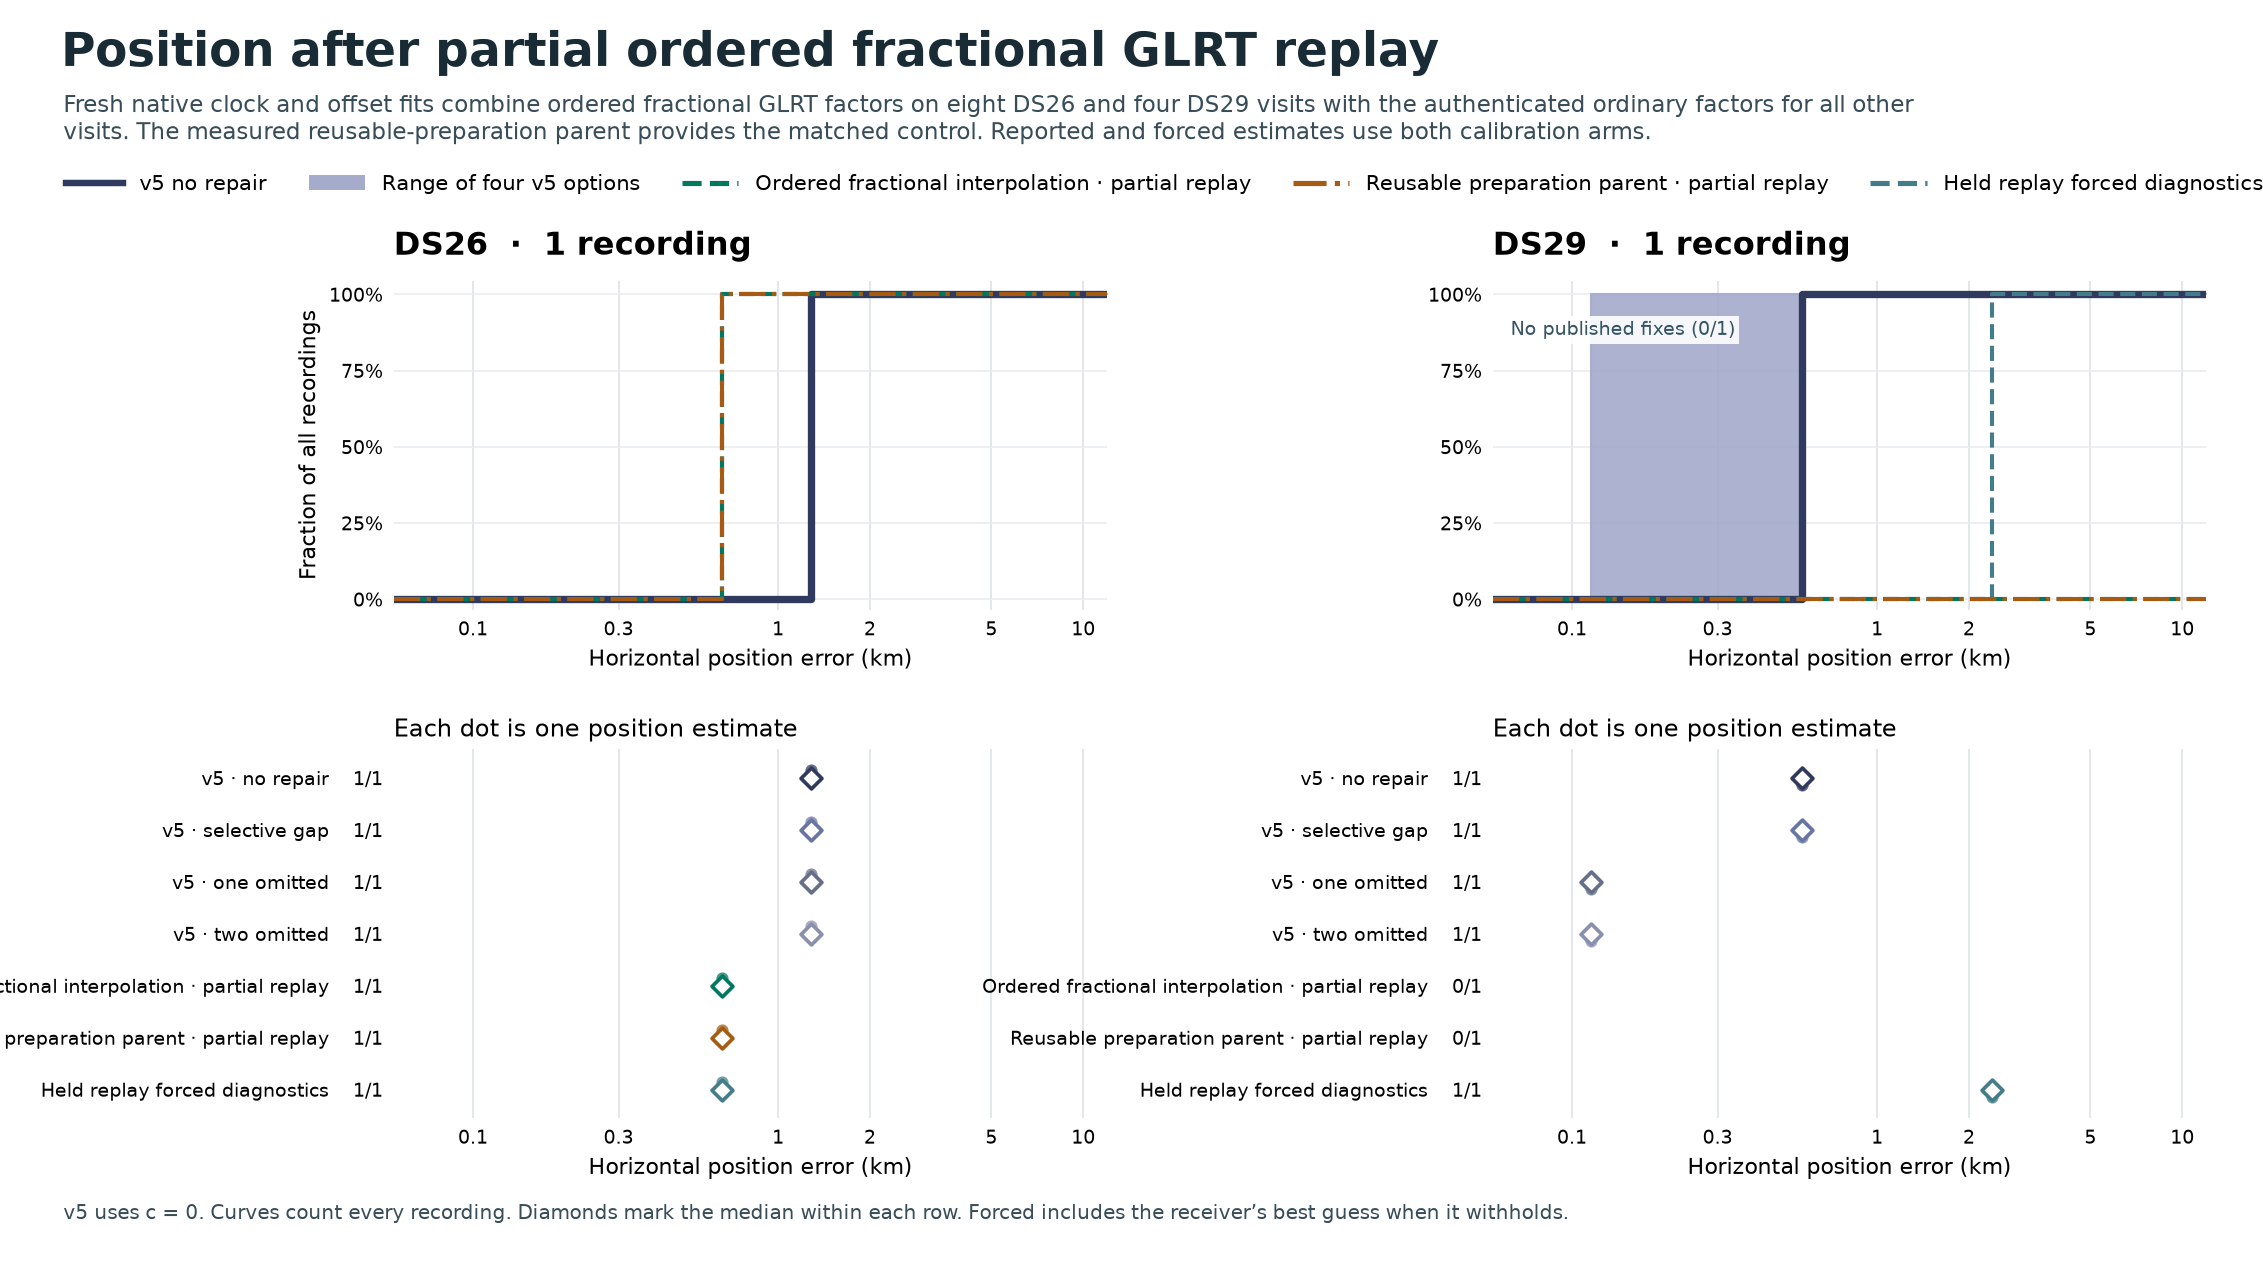 Position after partial ordered fractional GLRT replay
Fresh native clock and offset fits combine ordered fractional GLRT factors on eight DS26 and four DS29 visits with the authenticated ordinary factors for all other
visits. The measured reusable-preparation parent provides the matched control. Reported and forced estimates use both calibration arms.
v5 no repair
Range of four v5 options
Ordered fractional interpolation · partial replay
Reusable preparation parent · partial replay
Held replay forced diagnostics
DS26 · 1 recording
Fraction of all recordings
100%
75%
50%
25%
0%
0.1 0.3 1 2 5 10
Horizontal position error (km)
DS29 · 1 recording
100%
75%
50%
25%
0%
No published fixes (0/1)
0.1 0.3 1 2 5 10
Horizontal position error (km)
Each dot is one position estimate
v5 · no repair 1/1
v5 · selective gap 1/1
v5 · one omitted 1/1
v5 · two omitted 1/1
interpolation · partial replay 1/1
preparation parent · partial replay 1/1
Held replay forced diagnostics 1/1
0.1 0.3 1 2 5 10
Horizontal position error (km)
Each dot is one position estimate
v5 · no repair 1/1
v5 · selective gap 1/1
v5 · one omitted 1/1
v5 · two omitted 1/1
Ordered fractional interpolation · partial replay 0/1
Reusable preparation parent · partial replay 0/1
Held replay forced diagnostics 1/1
0.1 0.3 1 2 5 10
Horizontal position error (km)
v5 uses c = 0. Curves count every recording. Diamonds mark the median within each row. Forced includes the receiver’s best guess when it withholds.